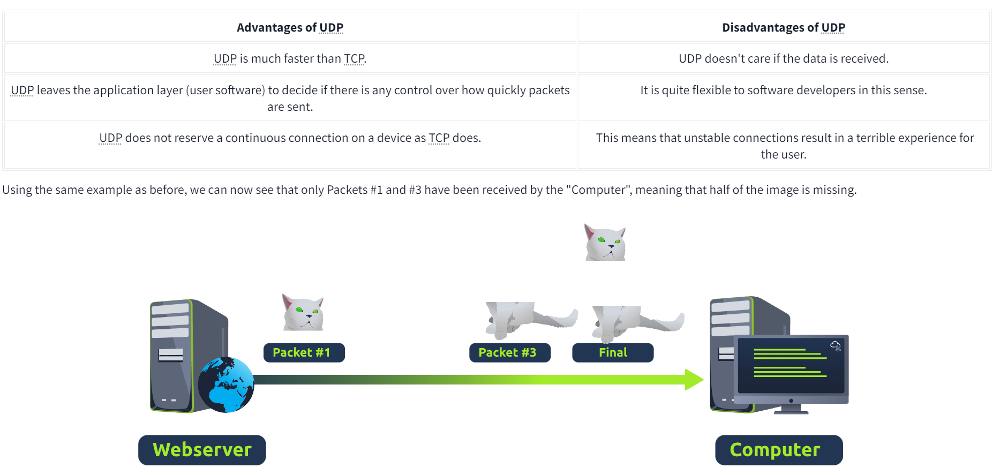 Advantages of UDP
Disadvantages of UDP
UDP is much faster than TCP.
UDP doesn't care if the data is received.
UDP leaves the application layer (user software) to decide if there is any control over how quickly packets
are sent.
It is quite flexible to software developers in this sense.
UDP does not reserve a continuous connection on a device as TCP does.
This means that unstable connections result in a terrible experience for
the user.
Using the same example as before, we can now see that only Packets #1 and #3 have been received by the "Computer", meaning that half of the image is missing.
Packet #1
Packet #3
Final
Webserver
Computer